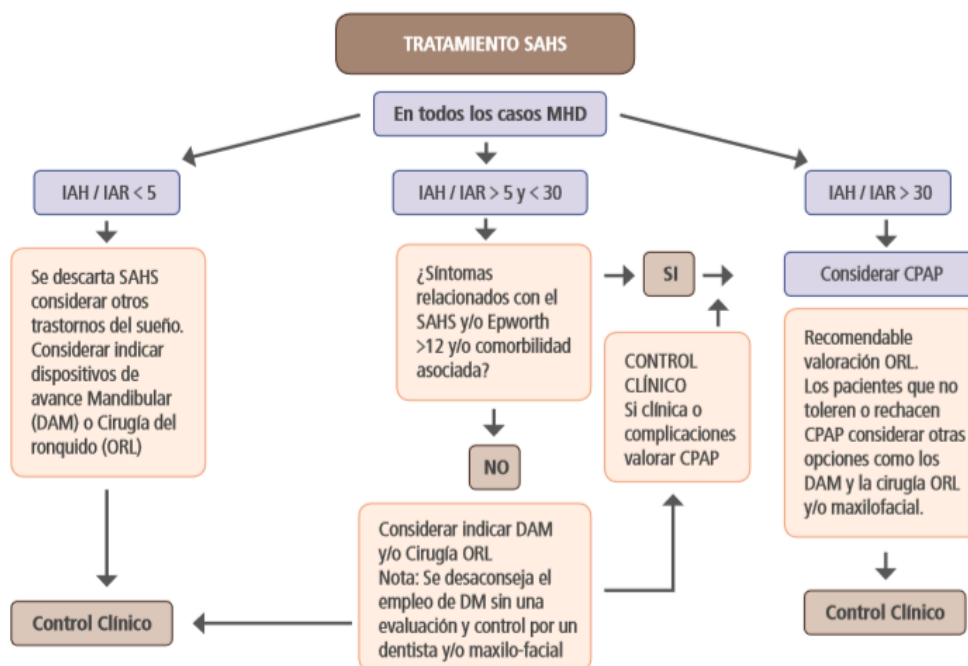 TRATAMIENTO SAHS
En todos los casos MHD
IAH / IAR < 5
Se descarta SAHS
considerar otros
trastornos del sueño.
Considerar indicar
dispositivos de
avance Mandibular
(DAM) o Cirugía del
ronquido (ORL)
Control Clínico
IAH / IAR > 5 y < 30
¿Síntomas
relacionados con el
SAHS y/o Epworth
>12 y/o comorbilidad
asociada?
SI
NO
CONTROL
CLÍNICO
Si clínica o
complicaciones
valorar CPAP
Considerar indicar DAM
y/o Cirugía ORL
Nota: Se desaconseja el
empleo de DM sin una
evaluación y control por un
dentista y/o maxilo-facial
IAH / IAR > 30
Considerar CPAP
Recomendable
valoración ORL.
Los pacientes que no
toleren o rechacen
CPAP considerar otras
opciones como los
DAM y la cirugía ORL
y/o maxilofacial.
Control Clínico